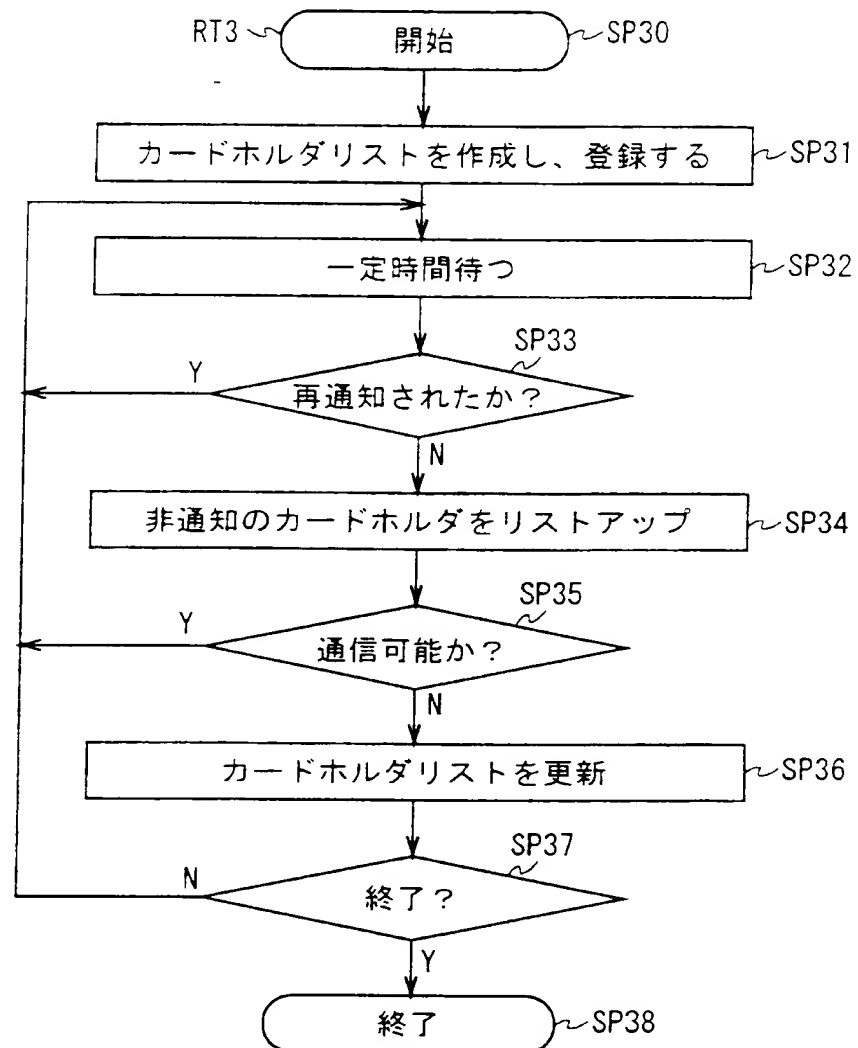 RT3 開始 SP30
カードホルダリストを作成し、登録する SP31
一定時間待つ SP32
SP33
Y 再通知されたか?
N
非通知のカードホルダをリストアップ SP34
SP35
Y 通信可能か?
N
カードホルダリストを更新 SP36
SP37
N 終了?
Y
終了 SP38